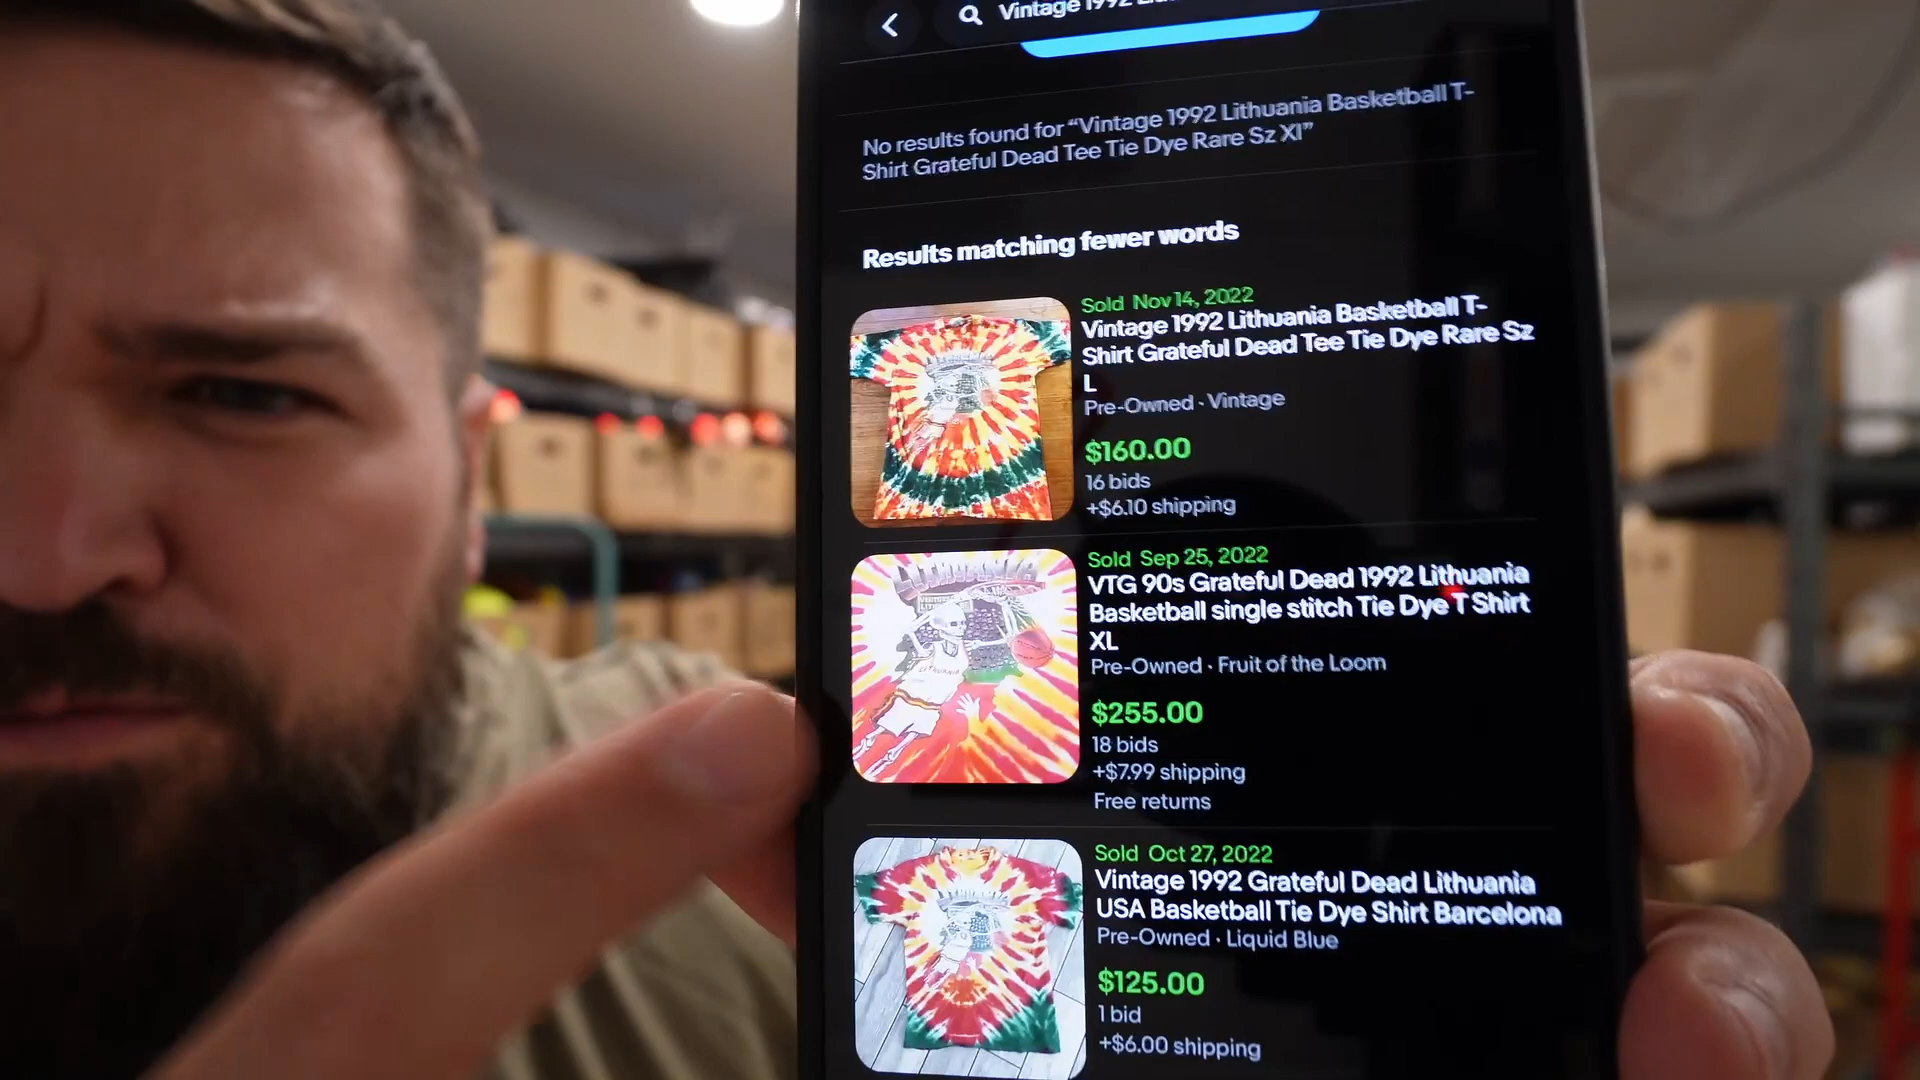 Vintage 1992
No results found for “Vintage 1992 Lithuania Basketball T-
Shirt Grateful Dead Tee Tie Dye Rare Sz Xl”
Results matching fewer words
Sold Nov 14, 2022
Vintage 1992 Lithuania Basketball T-
Shirt Grateful Dead Tee Tie Dye Rare Sz
L
Pre-Owned · Vintage
$160.00
16 bids
+$6.10 shipping
Sold Sep 25, 2022
VTG 90s Grateful Dead 1992 Lithuania
Basketball single stitch Tie Dye T Shirt
XL
Pre-Owned · Fruit of the Loom
$255.00
18 bids
+$7.99 shipping
Free returns
LITHUANIA
LITHUANIA
Sold Oct 27, 2022
Vintage 1992 Grateful Dead Lithuania
USA Basketball Tie Dye Shirt Barcelona
Pre-Owned · Liquid Blue
$125.00
1 bid
+$6.00 shipping